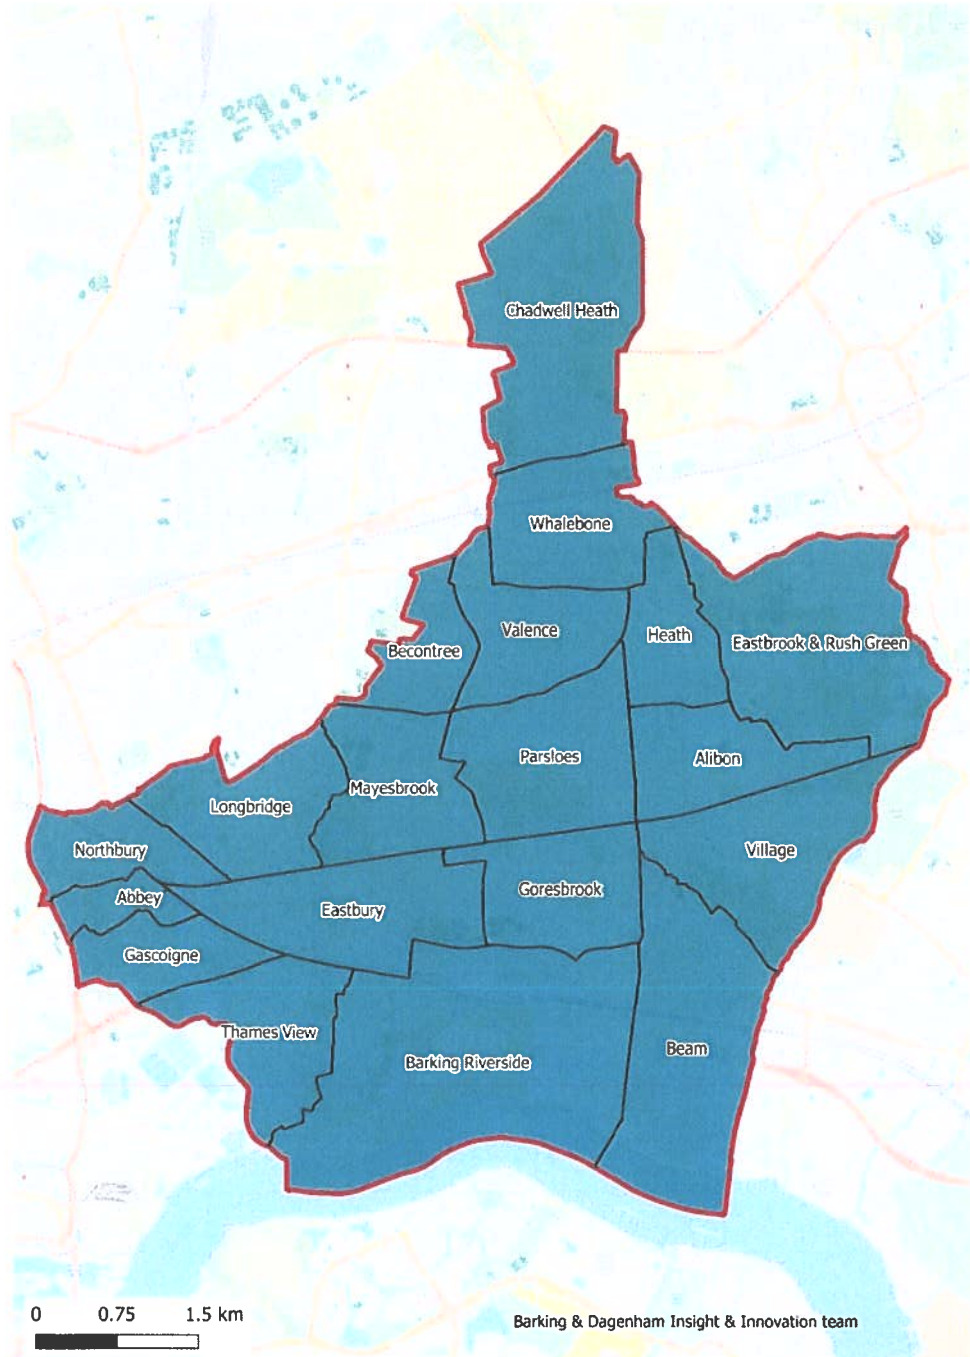 Chadwell Heath
Whalebone
Valence
Heath
Becontree
Eastbrook & Rush Green
Parsloes
Alibon
Mayesbrook
Longbridge
Northbury
Village
Goresbrook
Abbey
Eastbury
Gascoigne
Thames View
Beam
Barking Riverside
0 0.75 1.5 km
Barking & Dagenham Insight & Innovation team